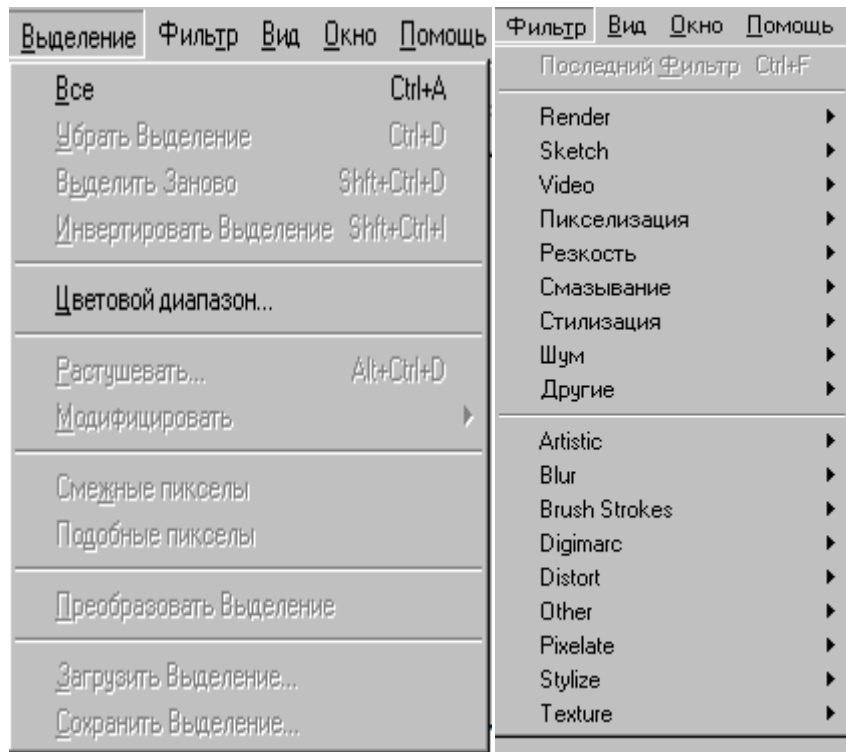 Выделение Фильтр Вид Окно Помощь
Все Ctrl+A
Убрать Выделение Ctrl+D
Выделить Заново Shft+Ctrl+D
Инвертировать Выделение Shft+Ctrl+I
Цветовой диапазон...
Растушевать... Alt+Ctrl+D
Модифицировать
Смежные пикселы
Подобные пикселы
Преобразовать Выделение
Загрузить Выделение...
Сохранить Выделение...
Фильтр Вид Окно Помощь
Последний Фильтр Ctrl+F
Render
Sketch
Video
Пикселизация
Резкость
Смазывание
Стилизация
Шум
Другие
Artistic
Blur
Brush Strokes
Digimarc
Distort
Other
Pixelate
Stylize
Texture